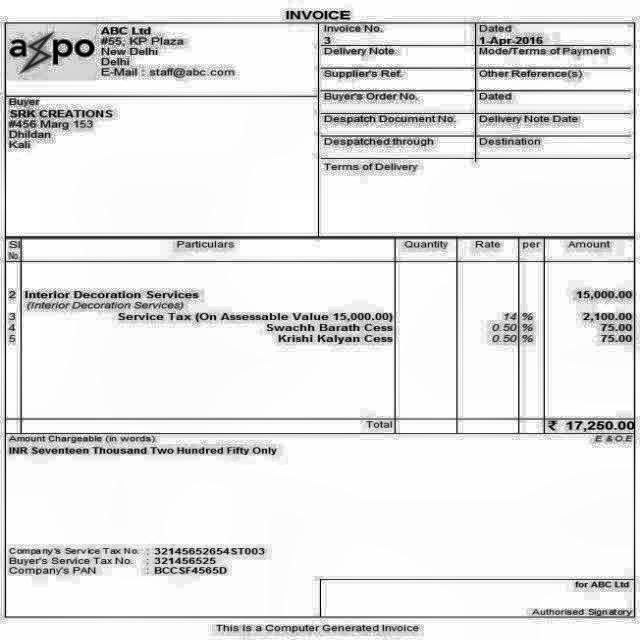 INVOICE
aspo
ABC Ltd
#55, KP Plaza
New Delhi
Delhi
E-Mail : staff@abc.com
Invoice No.
3
Dated
1-Apr-2016
Delivery Note
Mode/Terms of Payment
Supplier's Ref.
Other Reference(s)
Buyer
SRK CREATIONS
#456 Marg 153
Dhildan
Kali
Buyer's Order No.
Dated
Despatch Document No.
Delivery Note Date
Despatched through
Destination
Terms of Delivery
Sl No. Particulars Quantity Rate per Amount
2 Interior Decoration Services 15,000.00
(Interior Decoration Services)
3 Service Tax (On Assessable Value 15,000.00) 14 % 2,100.00
4 Swachh Barath Cess 0.50 % 75.00
5 Krishi Kalyan Cess 0.50 % 75.00
Total ₹ 17,250.00
Amount Chargeable (in words) E & O.E
INR Seventeen Thousand Two Hundred Fifty Only
Company's Service Tax No. : 32145652654ST003
Buyer's Service Tax No. : 321456525
Company's PAN : BCCSF4565D
for ABC Ltd
Authorised Signatory
This is a Computer Generated Invoice